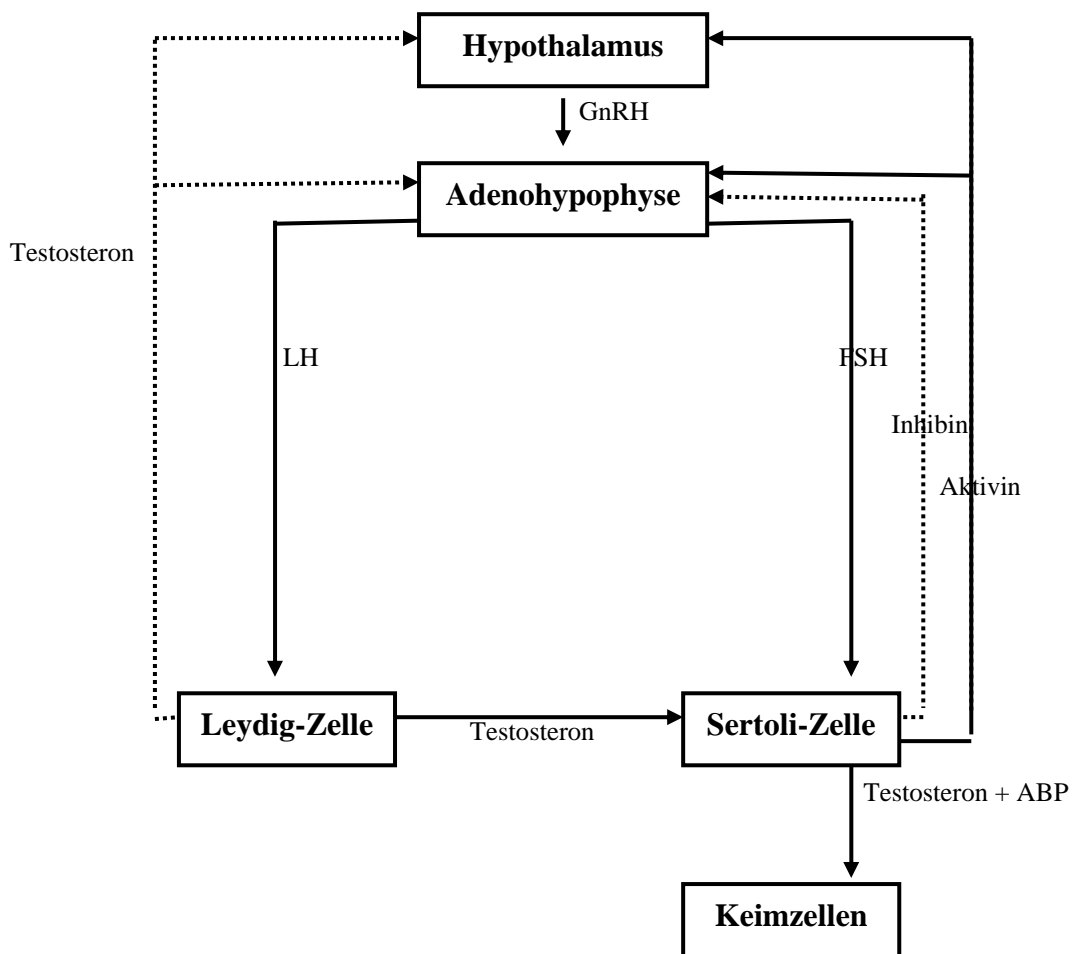 Hypothalamus
GnRH
Adenohypophyse
Testosteron
LH
FSH
Inhibin
Aktivin
Leydig-Zelle
Testosteron
Sertoli-Zelle
Testosteron + ABP
Keimzellen